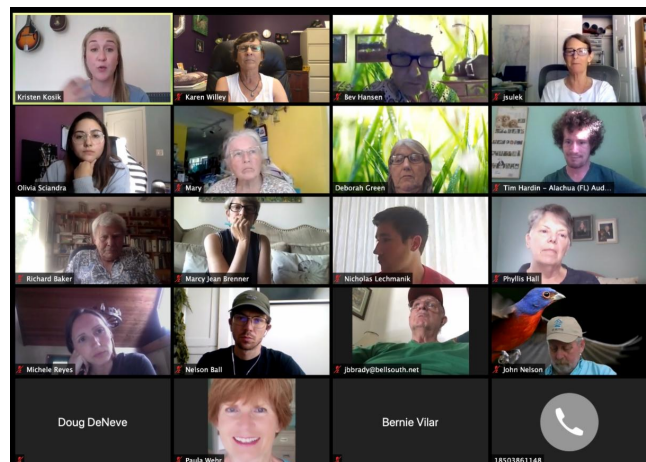 Kristen Kosik
Karen Willey
Bev Hansen
jsulek
Olivia Sciandra
Mary
Deborah Green
Tim Hardin - Alachua (FL) Aud...
Richard Baker
Marcy Jean Brenner
Nicholas Lechmanik
Phyllis Hall
Michele Reyes
Nelson Ball
jbbrady@bellsouth.net
John Nelson
Doug DeNeve
Paula Wehr
Bernie Vilar
18503861148